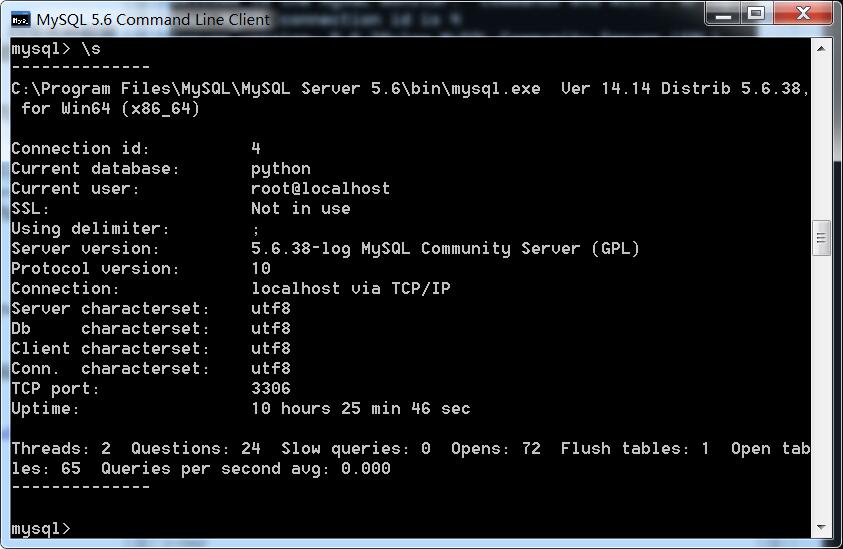 MySQL 5.6 Command Line Client
mysql> \s
--------------
C:\Program Files\MySQL\MySQL Server 5.6\bin\mysql.exe  Ver 14.14 Distrib 5.6.38,
 for Win64 (x86_64)
Connection id:          4
Current database:       python
Current user:           root@localhost
SSL:                    Not in use
Using delimiter:        ;
Server version:         5.6.38-log MySQL Community Server (GPL)
Protocol version:       10
Connection:             localhost via TCP/IP
Server characterset:    utf8
Db     characterset:    utf8
Client characterset:    utf8
Conn.  characterset:    utf8
TCP port:               3306
Uptime:                 10 hours 25 min 46 sec
Threads: 2  Questions: 24  Slow queries: 0  Opens: 72  Flush tables: 1  Open tab
les: 65  Queries per second avg: 0.000
--------------
mysql>